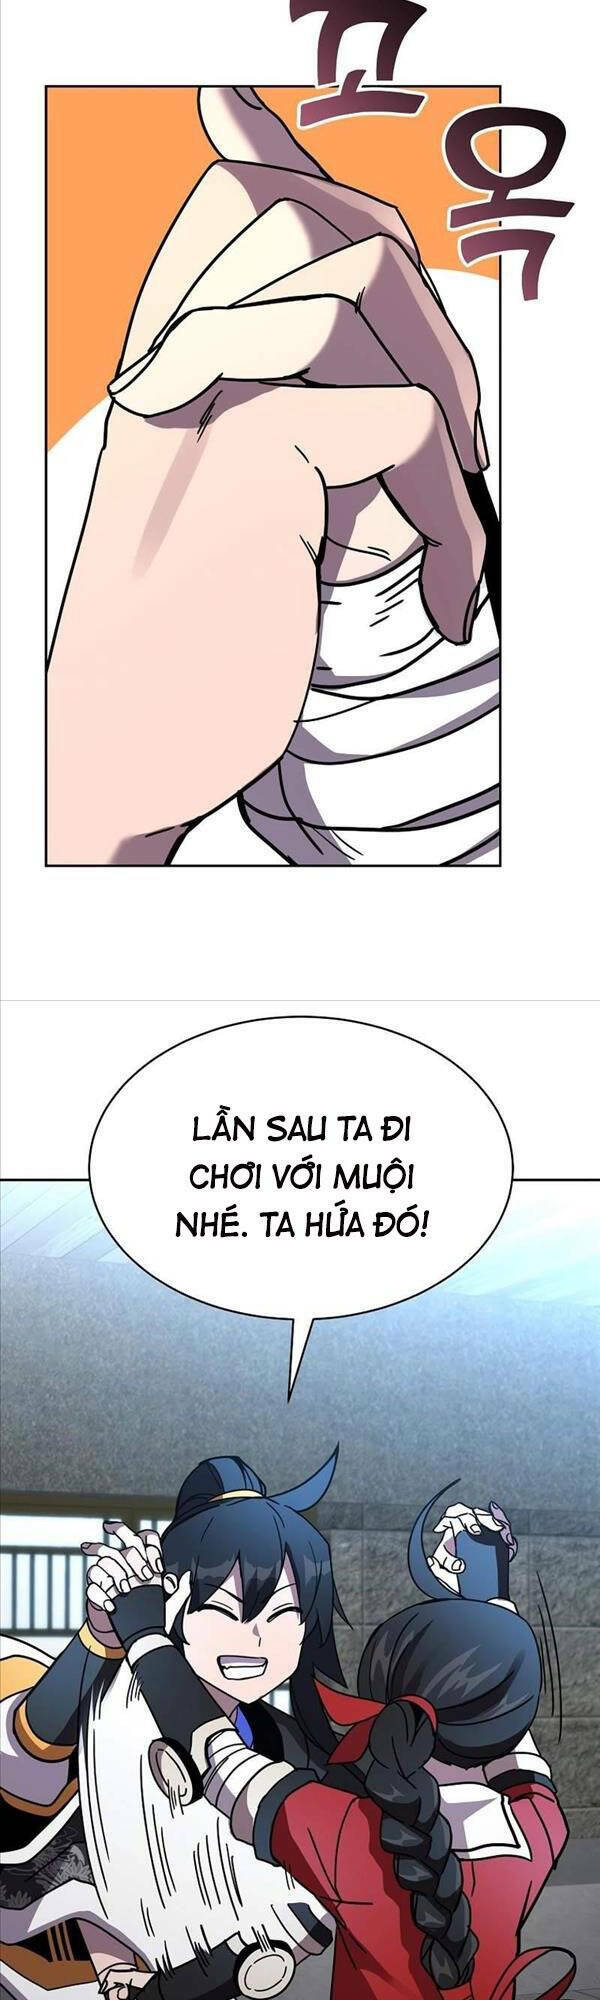 꼬
옥
LẦN SAU TA ĐI
CHƠI VỚI MUỘI
NHÉ. TA HỨA ĐÓ!